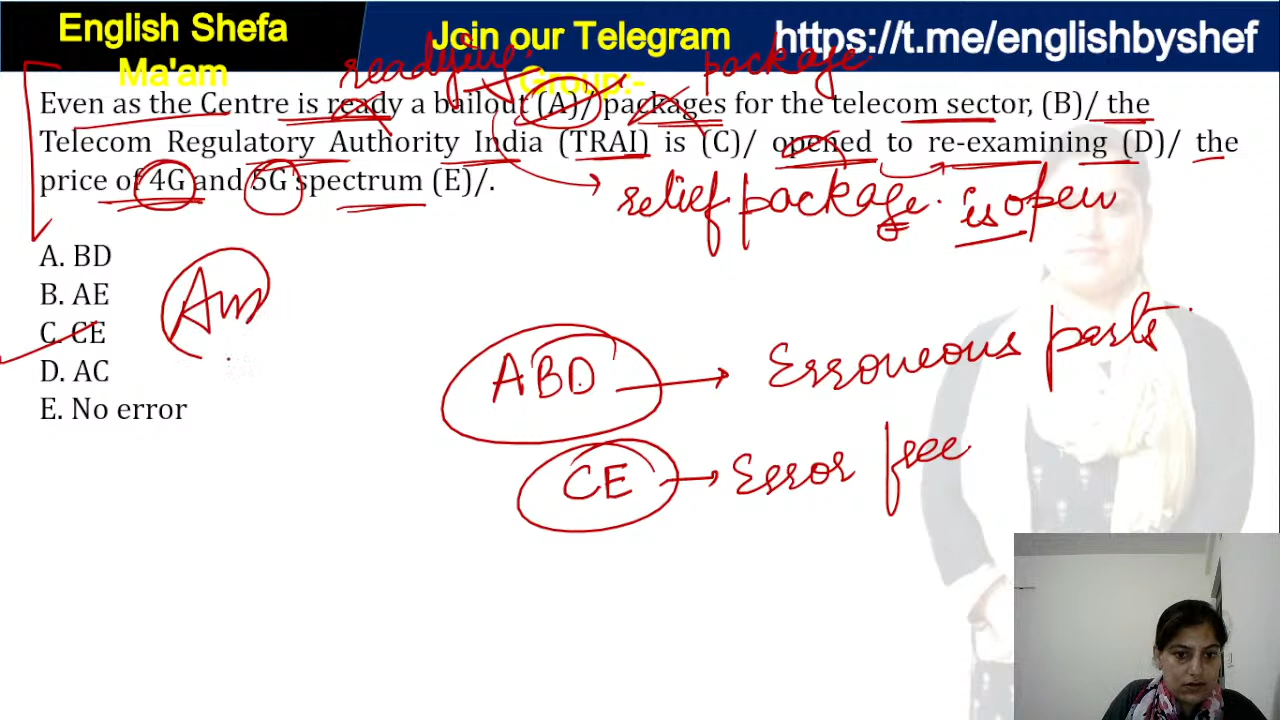 English Shefa
Ma'am
Join our Telegram
Group:-
https://t.me/englishbyshef
readying.
package
Even as the Centre is ready a bailout (A)/ packages for the telecom sector, (B)/ the
Telecom Regulatory Authority India (TRAI) is (C)/ opened to re-examining (D)/ the
price of 4G and 5G spectrum (E)/.
relief package. is open
A. BD
B. AE
C. CE
D. AC
E. No error
Ans
ABD → Erroneous parts.
CE → Error free